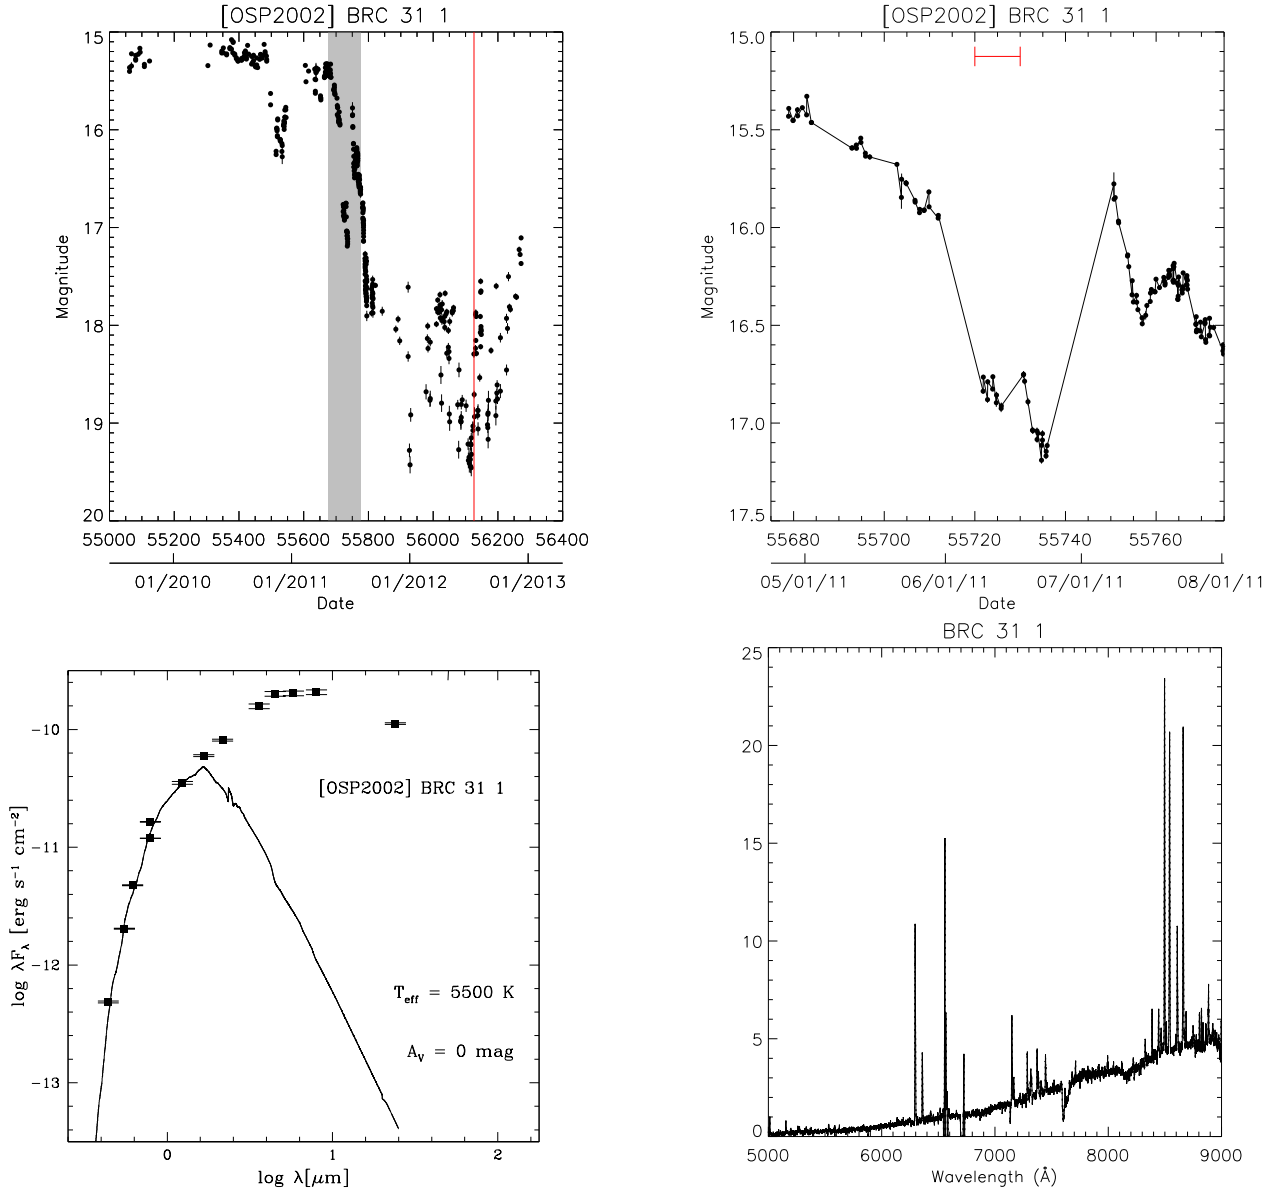 [OSP2002] BRC 31 1
15
16
17
18
19
20
Magnitude
55000 55200 55400 55600 55800 56000 56200 56400
01/2010 01/2011 01/2012 01/2013
Date
[OSP2002] BRC 31 1
15.0
15.5
16.0
16.5
17.0
17.5
Magnitude
55680 55700 55720 55740 55760
05/01/11 06/01/11 07/01/11 08/01/11
Date
[OSP2002] BRC 31 1
T_eff = 5500 K
A_V = 0 mag
-10
-11
-12
-13
log λF_λ [erg s⁻¹ cm⁻²]
0 1 2
log λ[μm]
BRC 31 1
25
20
15
10
5
0
5000 6000 7000 8000 9000
Wavelength (Å)